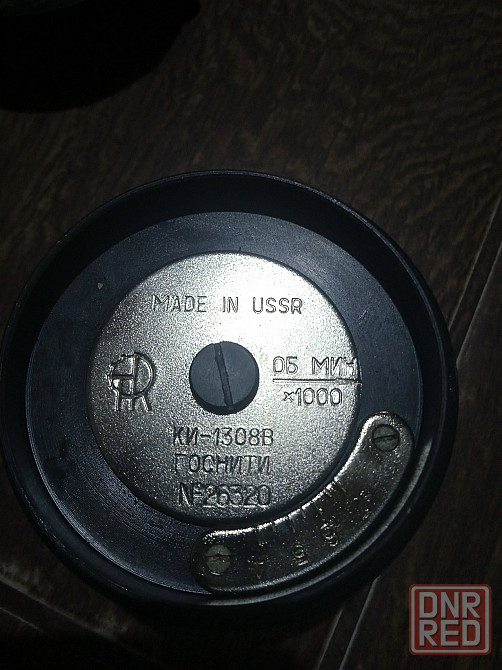 MADE IN USSR
ОБ МИН
×1000
КИ-1308В
ГОСНИТИ
№26320
DNR
RED